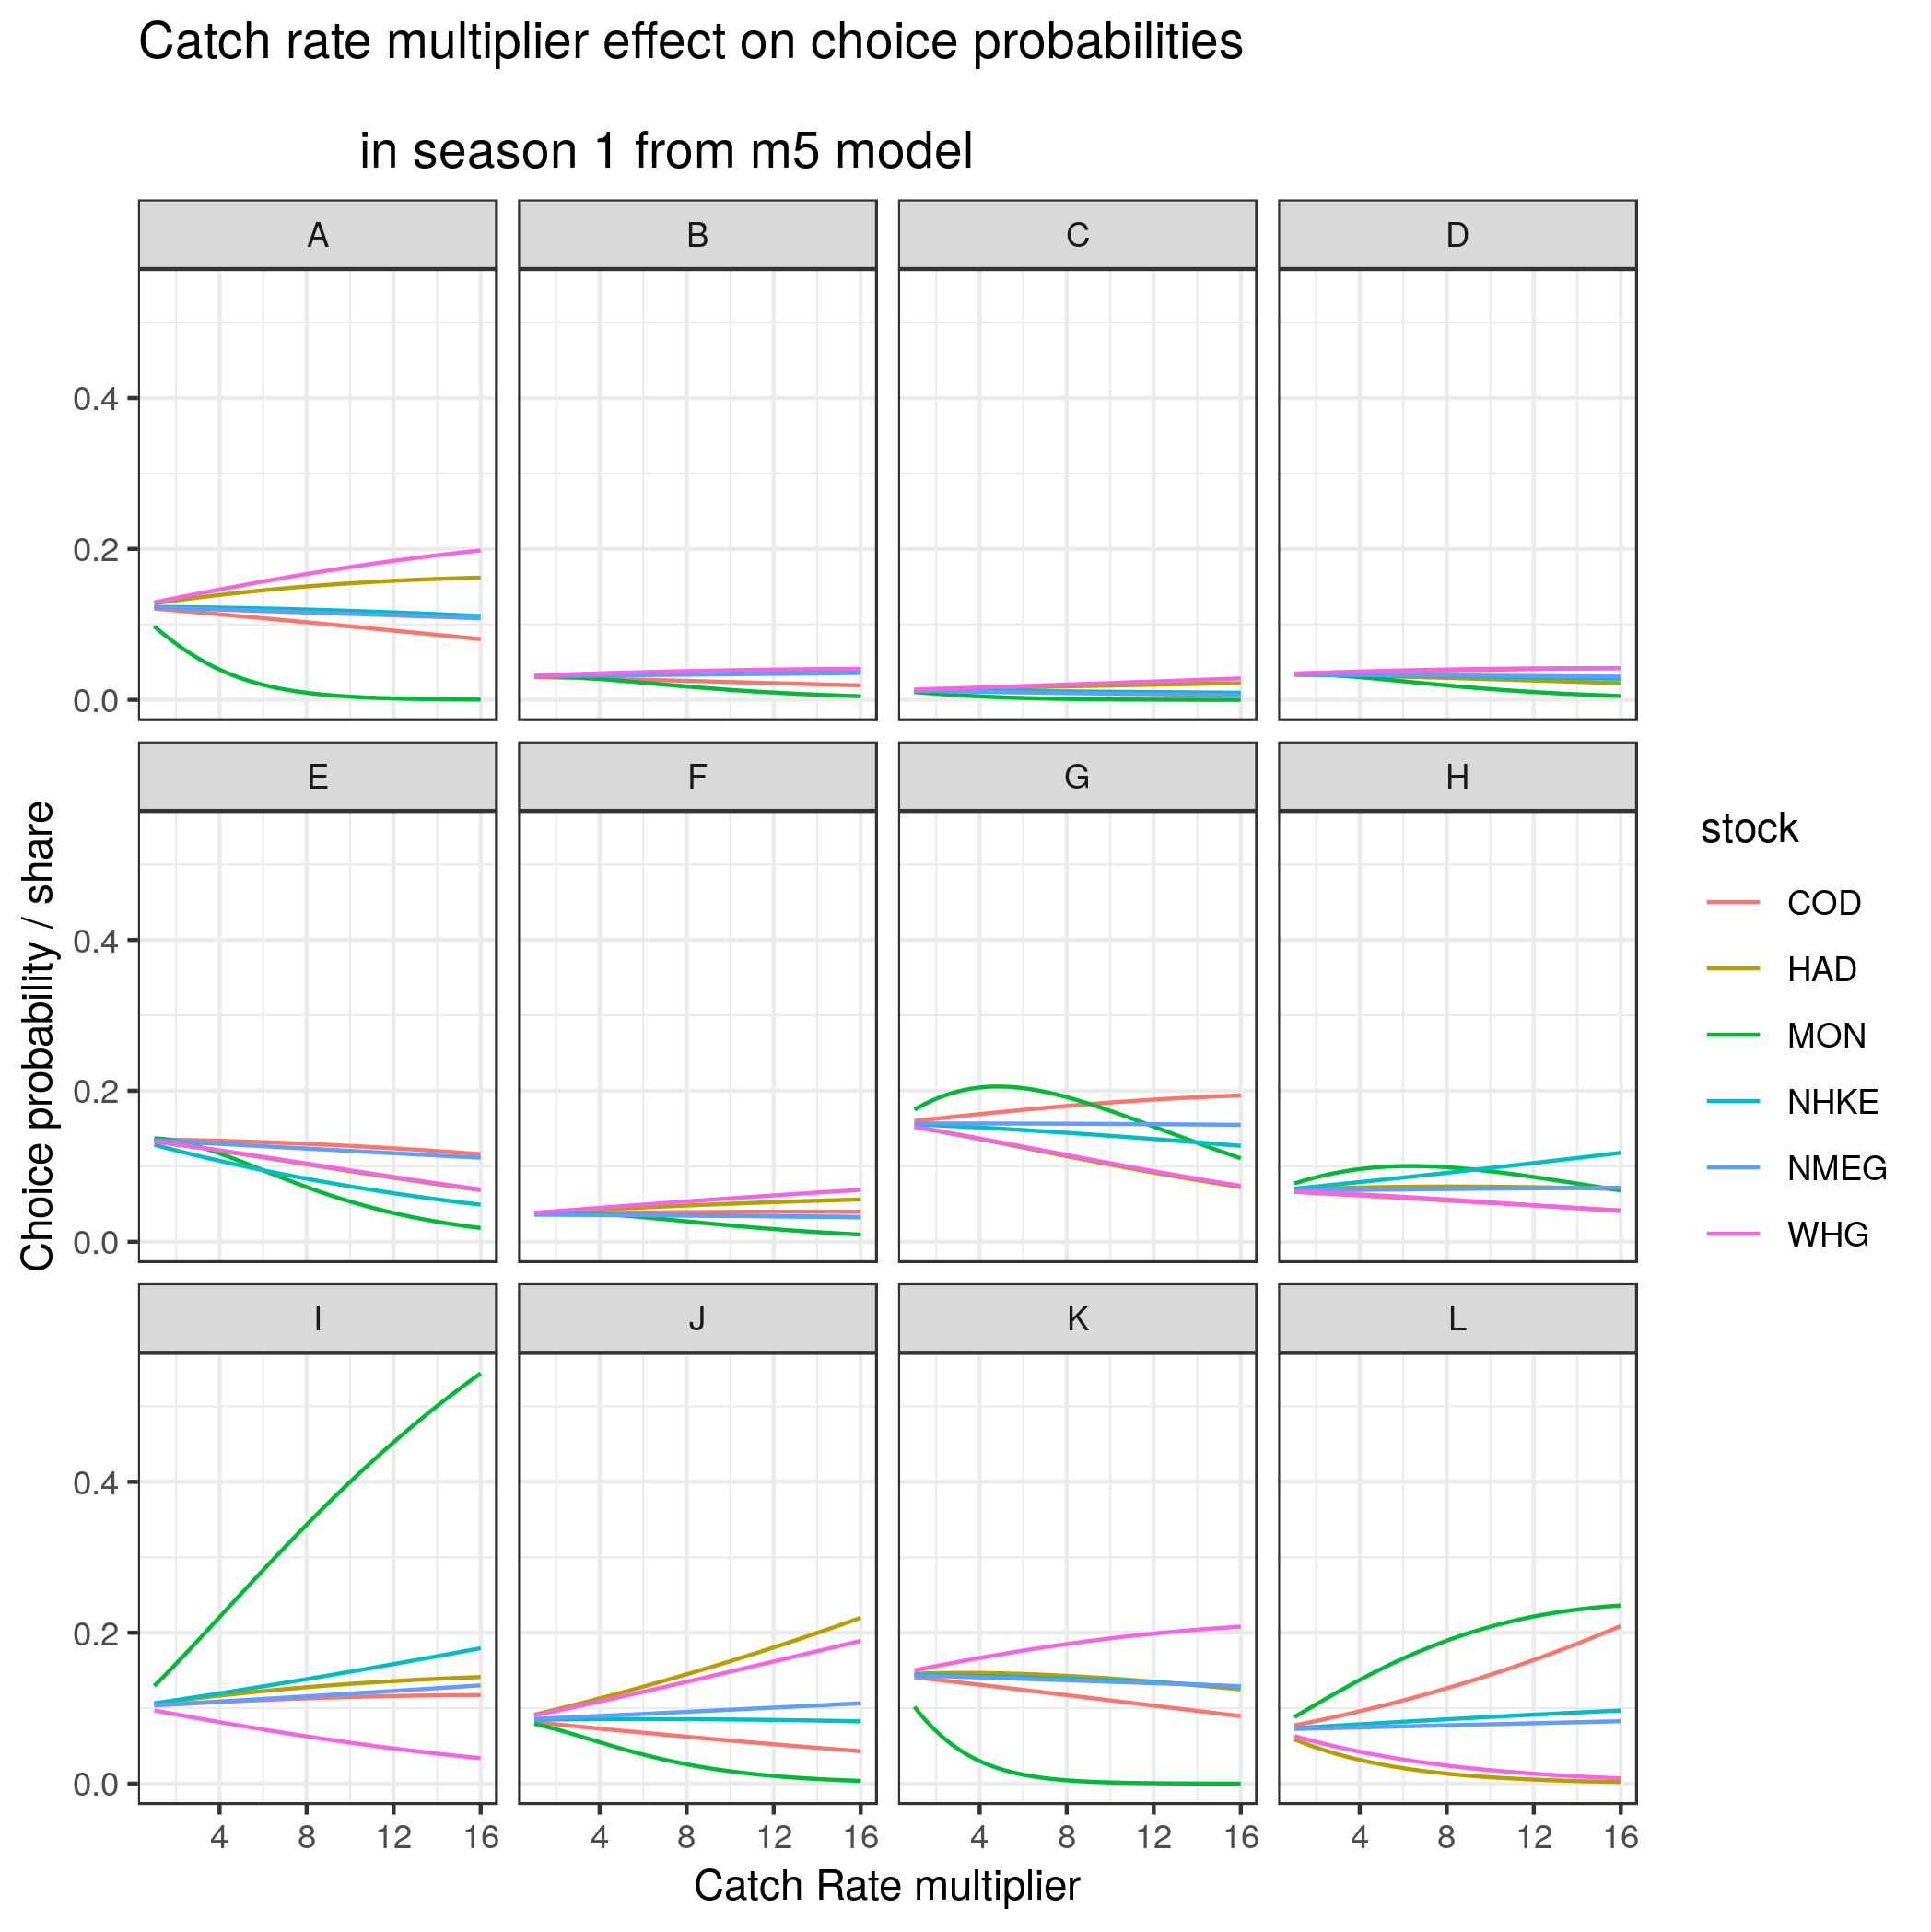 Catch rate multiplier effect on choice probabilities
in season 1 from m5 model
A B C D
0.4
0.2
0.0
E F G H
0.4
0.2
0.0
I J K L
0.4
0.2
0.0
4 8 12 16 4 8 12 16 4 8 12 16 4 8 12 16
Catch Rate multiplier
Choice probability / share
stock
COD
HAD
MON
NHKE
NMEG
WHG